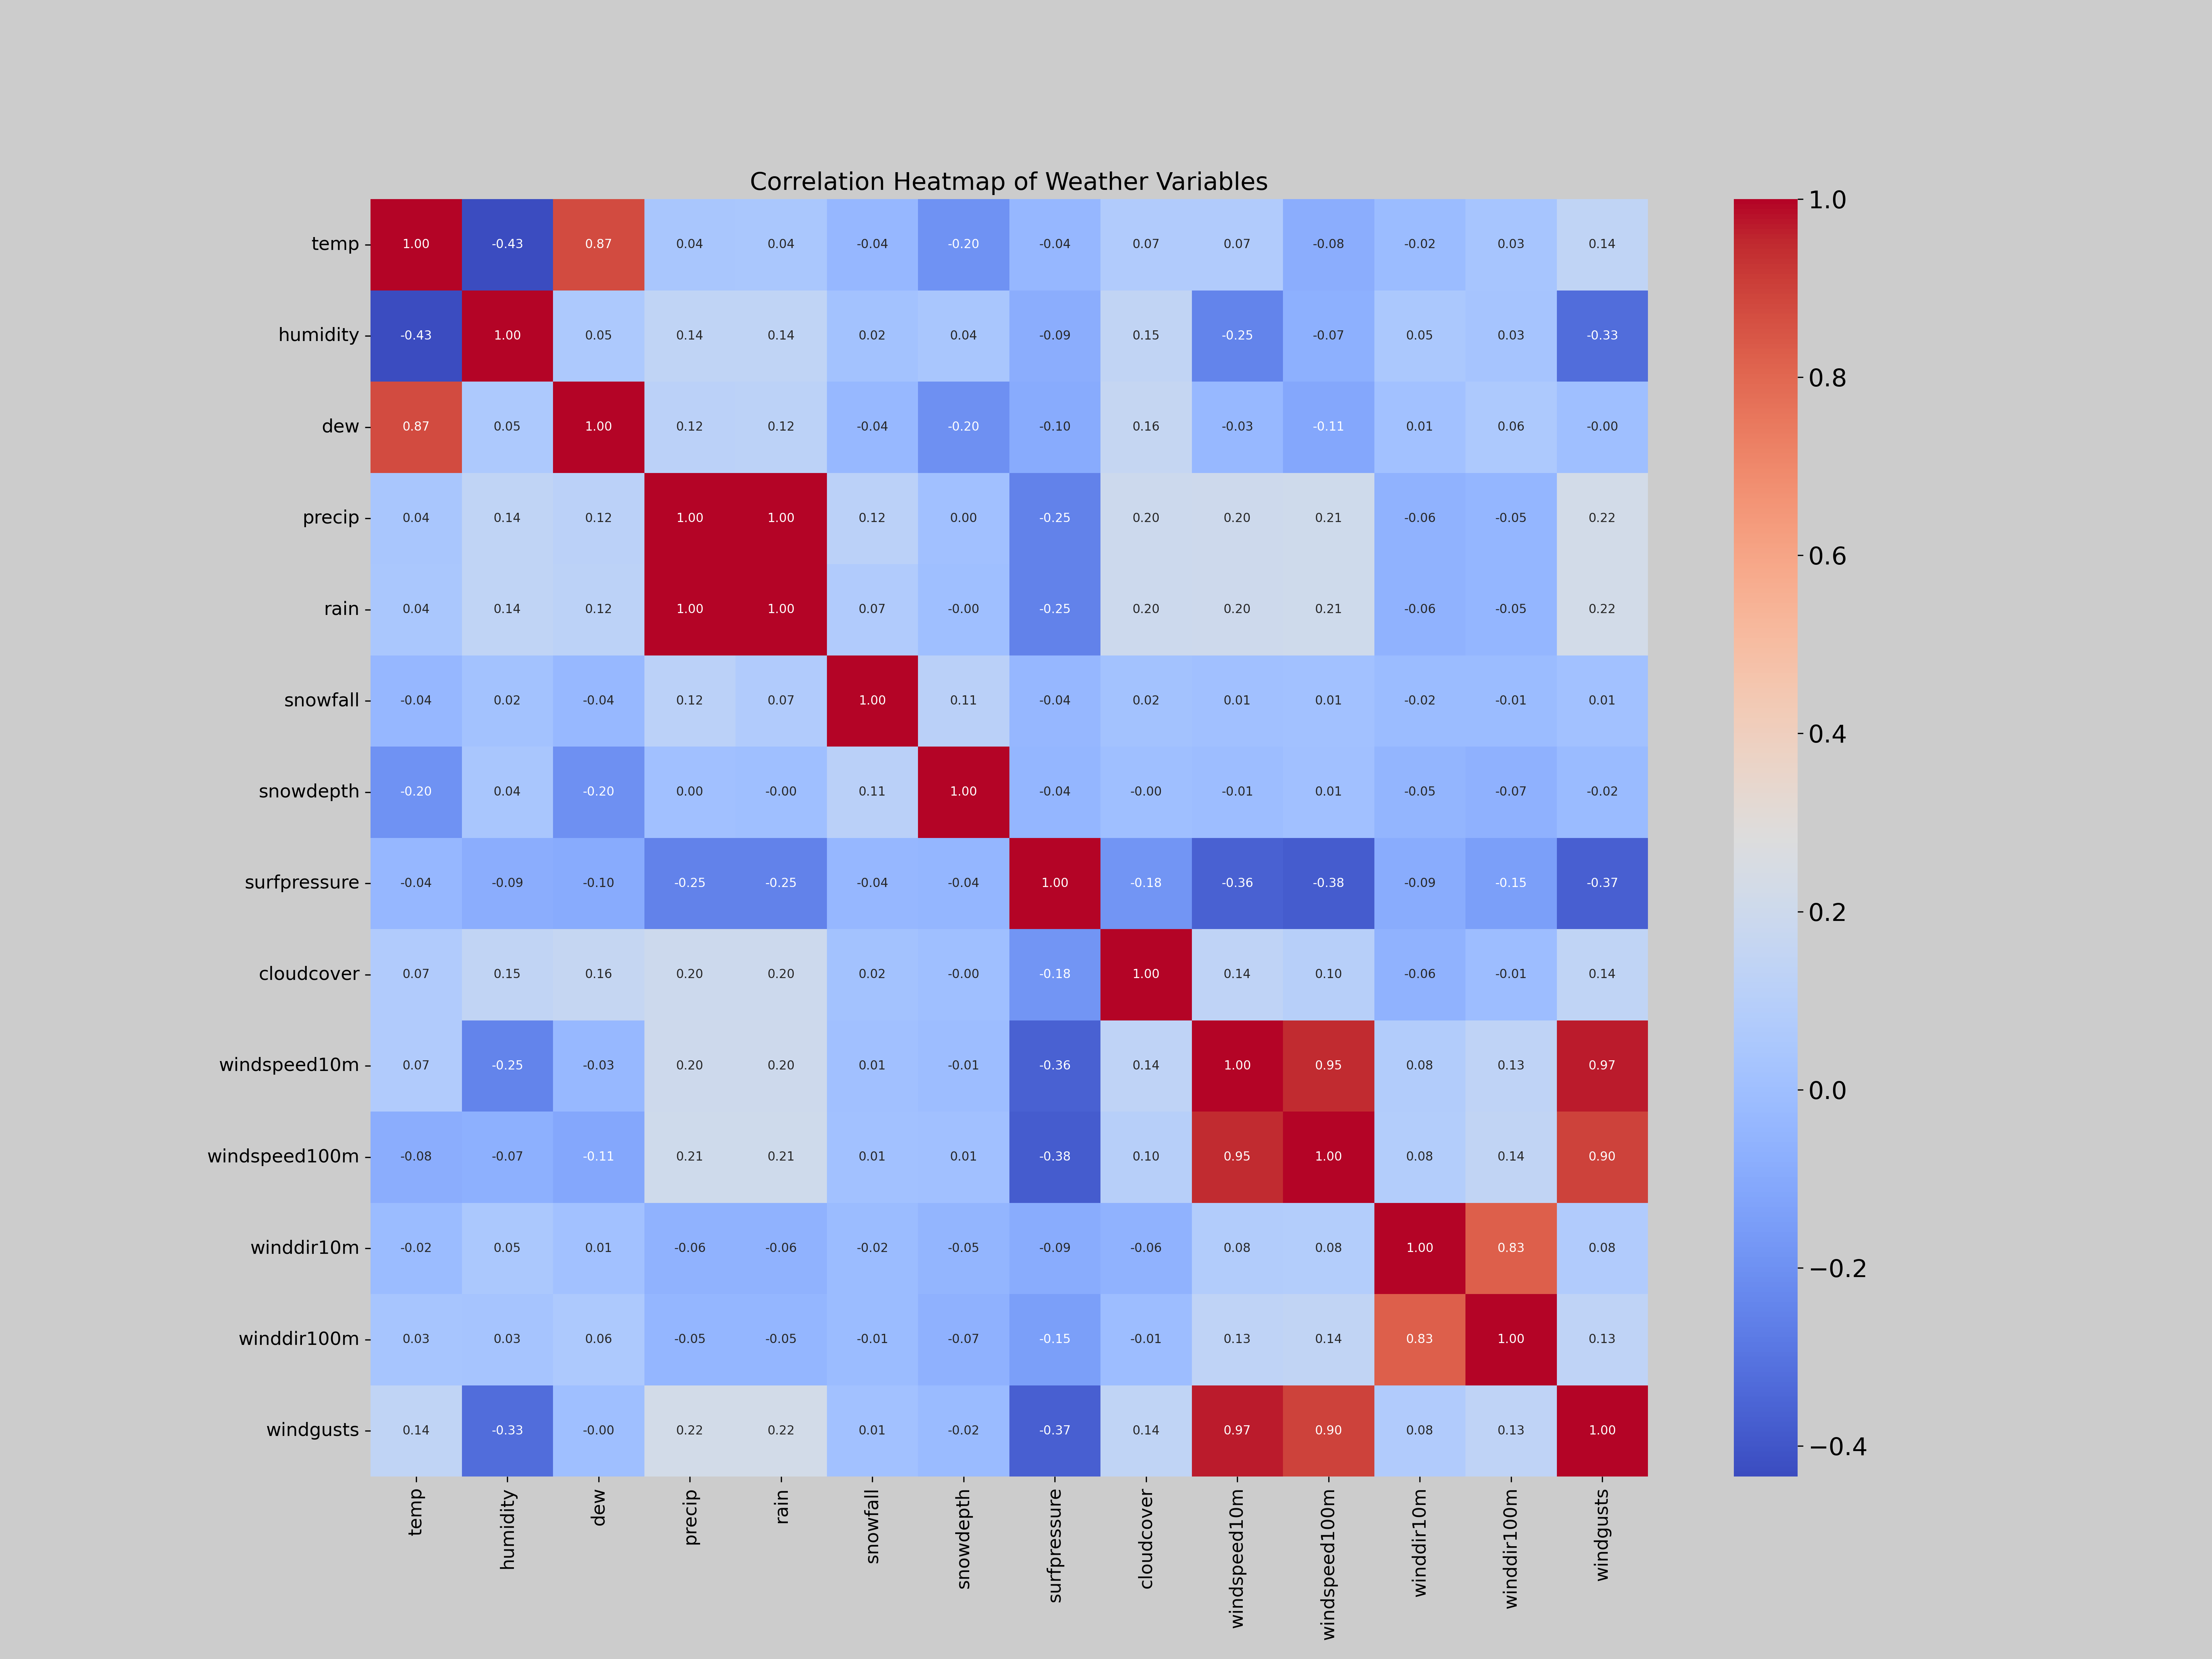 Correlation Heatmap of Weather Variables
temp 1.00 -0.43 0.87 0.04 0.04 -0.04 -0.20 -0.04 0.07 0.07 -0.08 -0.02 0.03 0.14
humidity -0.43 1.00 0.05 0.14 0.14 0.02 0.04 -0.09 0.15 -0.25 -0.07 0.05 0.03 -0.33
dew 0.87 0.05 1.00 0.12 0.12 -0.04 -0.20 -0.10 0.16 -0.03 -0.11 0.01 0.06 -0.00
precip 0.04 0.14 0.12 1.00 1.00 0.12 0.00 -0.25 0.20 0.20 0.21 -0.06 -0.05 0.22
rain 0.04 0.14 0.12 1.00 1.00 0.07 -0.00 -0.25 0.20 0.20 0.21 -0.06 -0.05 0.22
snowfall -0.04 0.02 -0.04 0.12 0.07 1.00 0.11 -0.04 0.02 0.01 0.01 -0.02 -0.01 0.01
snowdepth -0.20 0.04 -0.20 0.00 -0.00 0.11 1.00 -0.04 -0.00 -0.01 0.01 -0.05 -0.07 -0.02
surfpressure -0.04 -0.09 -0.10 -0.25 -0.25 -0.04 -0.04 1.00 -0.18 -0.36 -0.38 -0.09 -0.15 -0.37
cloudcover 0.07 0.15 0.16 0.20 0.20 0.02 -0.00 -0.18 1.00 0.14 0.10 -0.06 -0.01 0.14
windspeed10m 0.07 -0.25 -0.03 0.20 0.20 0.01 -0.01 -0.36 0.14 1.00 0.95 0.08 0.13 0.97
windspeed100m -0.08 -0.07 -0.11 0.21 0.21 0.01 0.01 -0.38 0.10 0.95 1.00 0.08 0.14 0.90
winddir10m -0.02 0.05 0.01 -0.06 -0.06 -0.02 -0.05 -0.09 -0.06 0.08 0.08 1.00 0.83 0.08
winddir100m 0.03 0.03 0.06 -0.05 -0.05 -0.01 -0.07 -0.15 -0.01 0.13 0.14 0.83 1.00 0.13
windgusts 0.14 -0.33 -0.00 0.22 0.22 0.01 -0.02 -0.37 0.14 0.97 0.90 0.08 0.13 1.00
temp humidity dew precip rain snowfall snowdepth surfpressure cloudcover windspeed10m windspeed100m winddir10m winddir100m windgusts
1.0
0.8
0.6
0.4
0.2
0.0
−0.2
−0.4